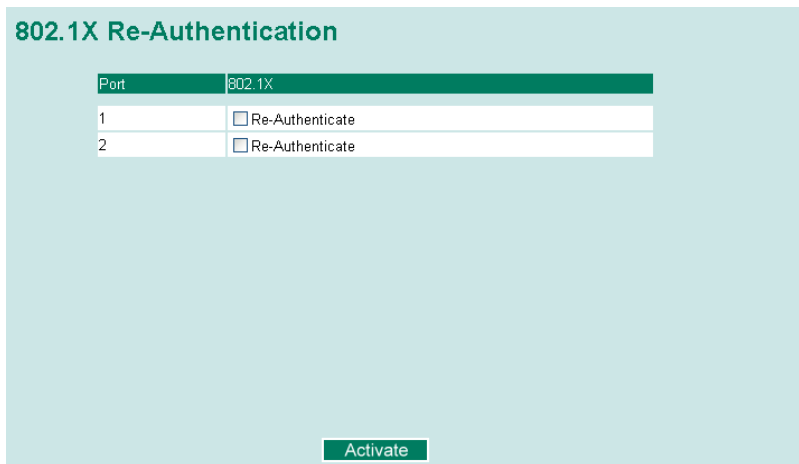 802.1X Re-Authentication
Port 802.1X
1 Re-Authenticate
2 Re-Authenticate
Activate